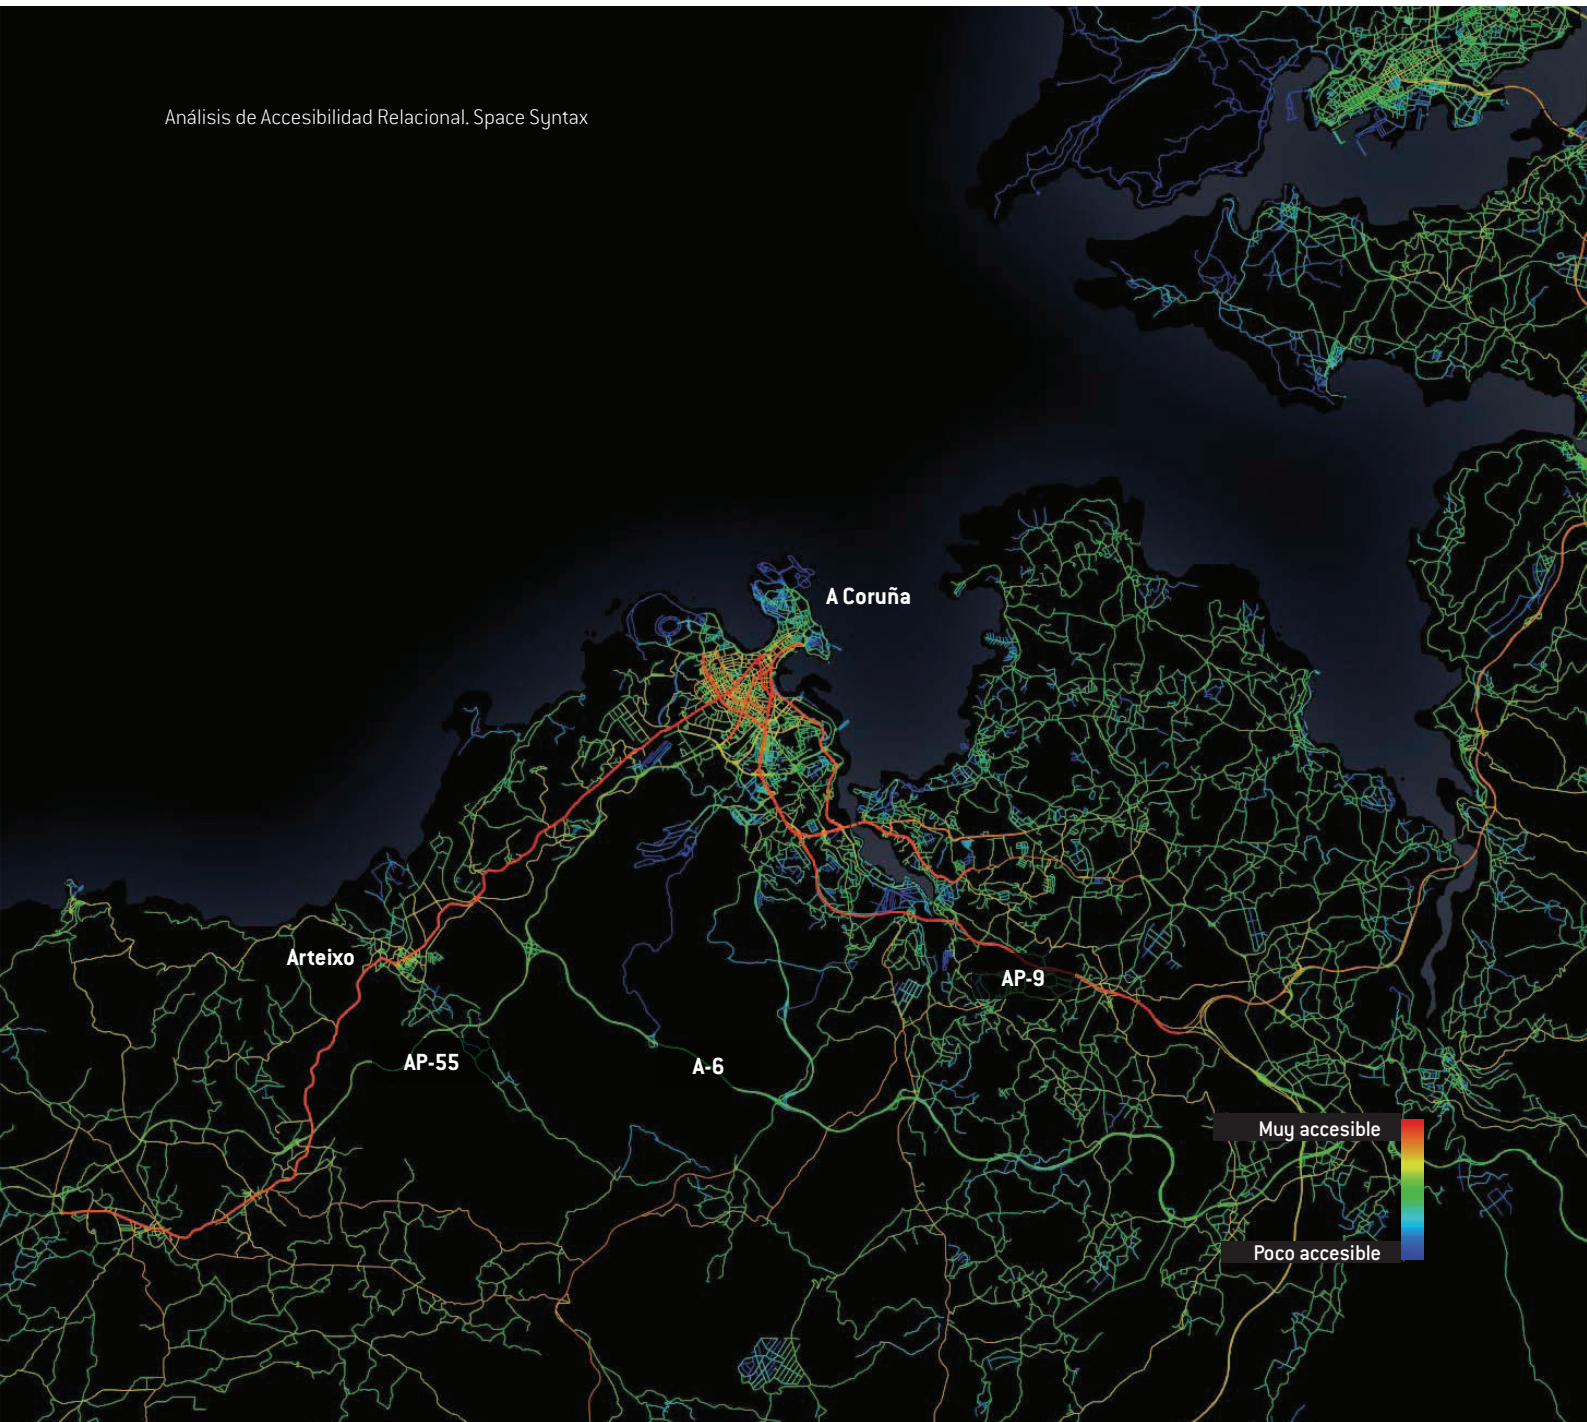 Análisis de Accesibilidad Relacional. Space Syntax
A Coruña
Arteixo
AP-9
AP-55
A-6
Muy accesible
Poco accesible